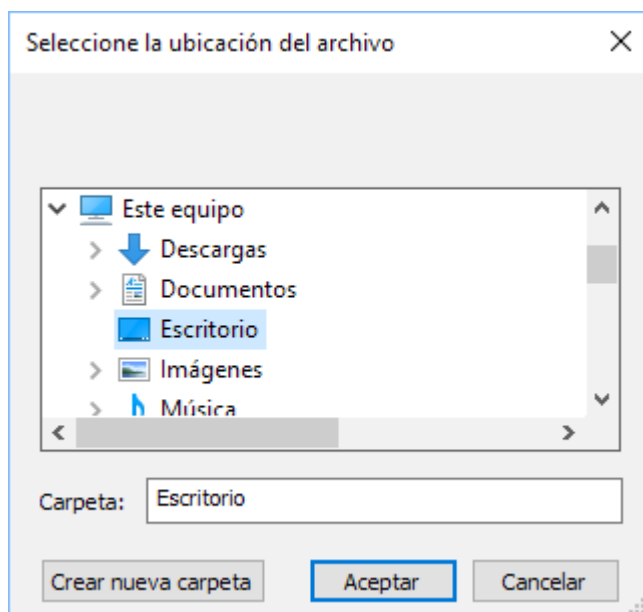 Seleccione la ubicación del archivo
Este equipo
Descargas
Documentos
Escritorio
Imágenes
Música
Carpeta: Escritorio
Crear nueva carpeta Aceptar Cancelar